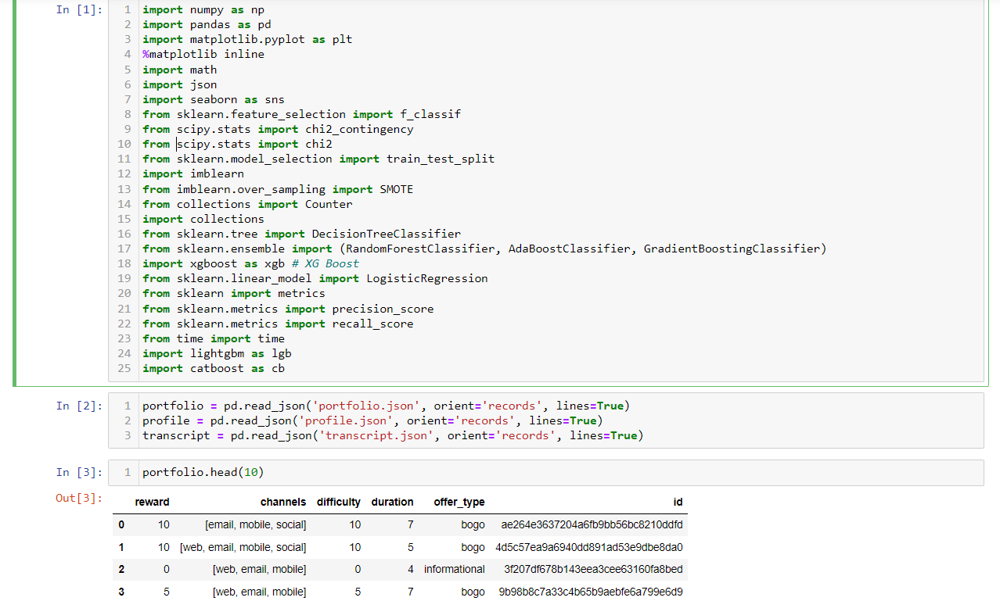 In [1]:
1 import numpy as np
2 import pandas as pd
3 import matplotlib.pyplot as plt
4 %matplotlib inline
5 import math
6 import json
7 import seaborn as sns
8 from sklearn.feature_selection import f_classif
9 from scipy.stats import chi2_contingency
10 from scipy.stats import chi2
11 from sklearn.model_selection import train_test_split
12 import imblearn
13 from imblearn.over_sampling import SMOTE
14 from collections import Counter
15 import collections
16 from sklearn.tree import DecisionTreeClassifier
17 from sklearn.ensemble import (RandomForestClassifier, AdaBoostClassifier, GradientBoostingClassifier)
18 import xgboost as xgb # XG Boost
19 from sklearn.linear_model import LogisticRegression
20 from sklearn import metrics
21 from sklearn.metrics import precision_score
22 from sklearn.metrics import recall_score
23 from time import time
24 import lightgbm as lgb
25 import catboost as cb
In [2]:
1 portfolio = pd.read_json('portfolio.json', orient='records', lines=True)
2 profile = pd.read_json('profile.json', orient='records', lines=True)
3 transcript = pd.read_json('transcript.json', orient='records', lines=True)
In [3]:
1 portfolio.head(10)
Out[3]:
reward channels difficulty duration offer_type id
0 10 [email, mobile, social] 10 7 bogo ae264e3637204a6fb9bb56bc8210ddfd
1 10 [web, email, mobile, social] 10 5 bogo 4d5c57ea9a6940dd891ad53e9dbe8da0
2 0 [web, email, mobile] 0 4 informational 3f207df678b143eea3cee63160fa8bed
3 5 [web, email, mobile] 5 7 bogo 9b98b8c7a33c4b65b9aebfe6a799e6d9